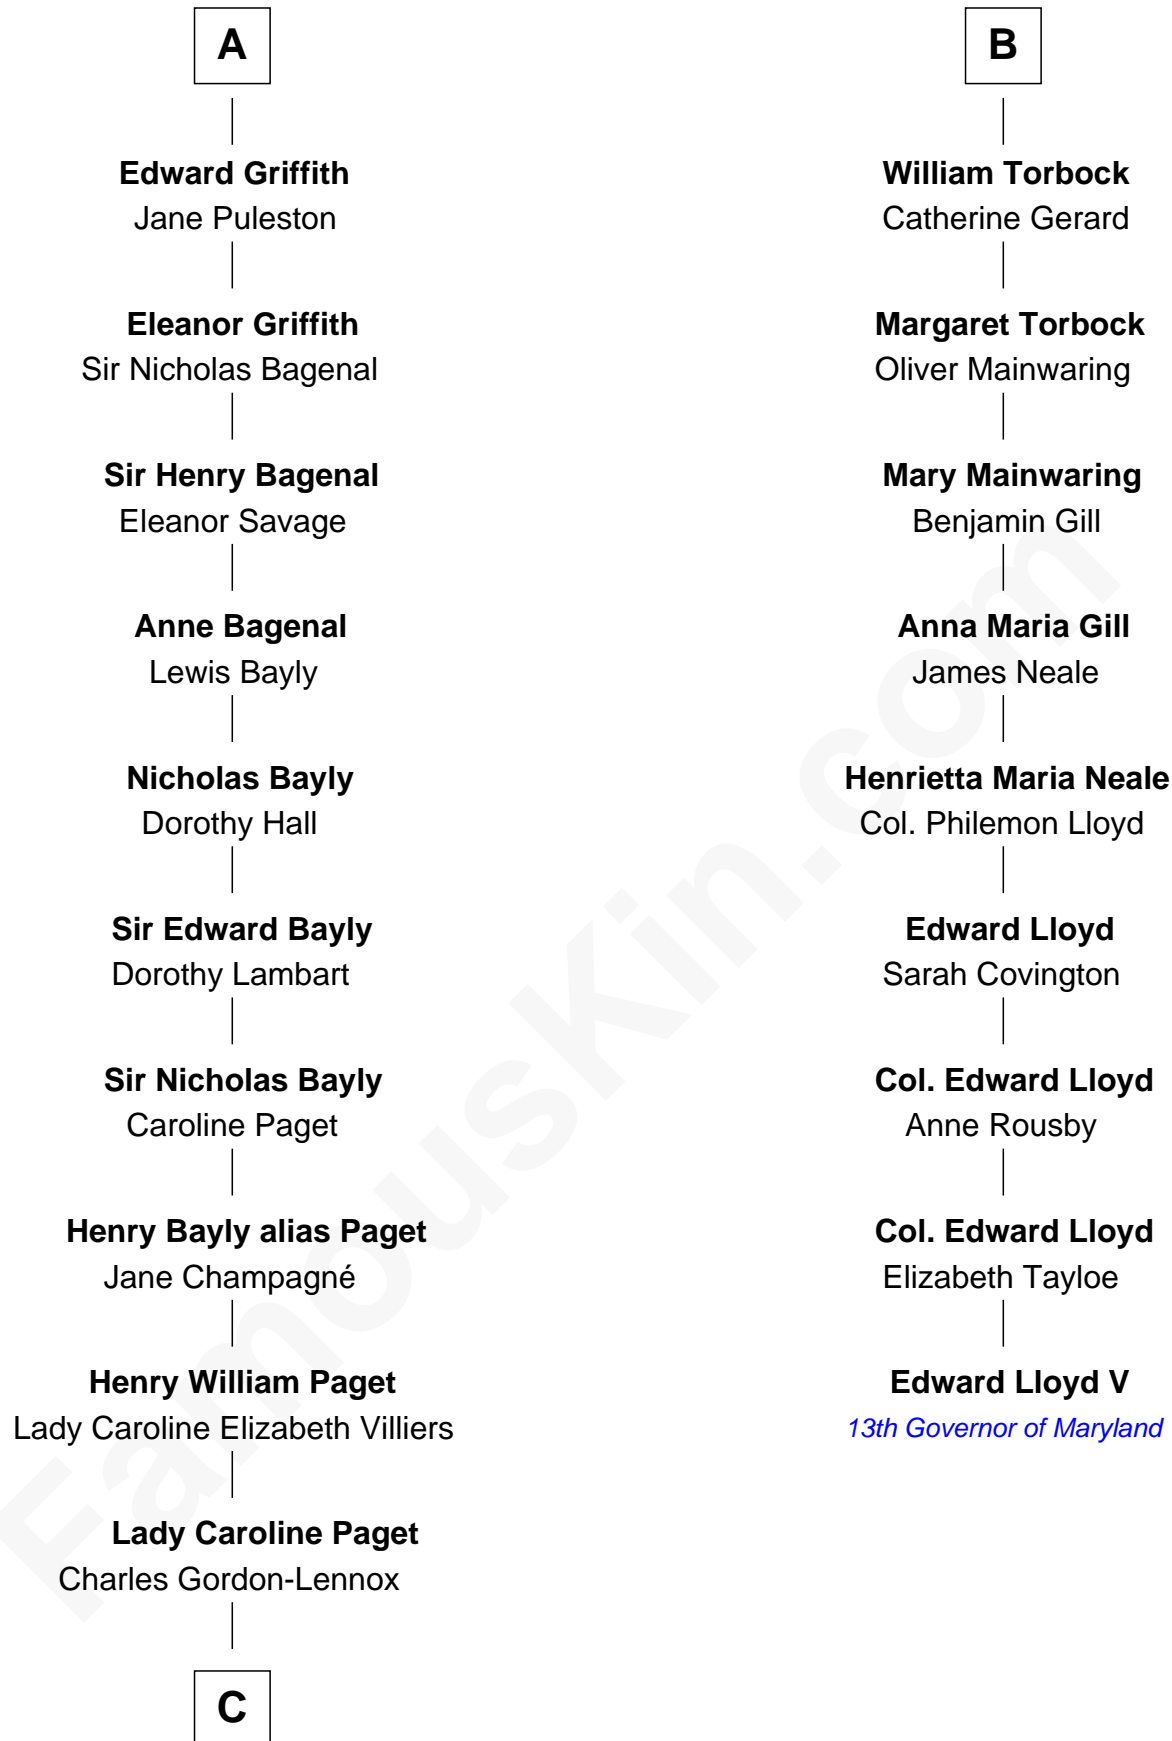 A
Edward Griffith
Jane Puleston
Eleanor Griffith
Sir Nicholas Bagenal
Sir Henry Bagenal
Eleanor Savage
Anne Bagenal
Lewis Bayly
Nicholas Bayly
Dorothy Hall
Sir Edward Bayly
Dorothy Lambart
Sir Nicholas Bayly
Caroline Paget
Henry Bayly alias Paget
Jane Champagné
Henry William Paget
Lady Caroline Elizabeth Villiers
Lady Caroline Paget
Charles Gordon-Lennox
C
B
William Torbock
Catherine Gerard
Margaret Torbock
Oliver Mainwaring
Mary Mainwaring
Benjamin Gill
Anna Maria Gill
James Neale
Henrietta Maria Neale
Col. Philemon Lloyd
Edward Lloyd
Sarah Covington
Col. Edward Lloyd
Anne Rousby
Col. Edward Lloyd
Elizabeth Tayloe
Edward Lloyd V
13th Governor of Maryland
FamousKin.com